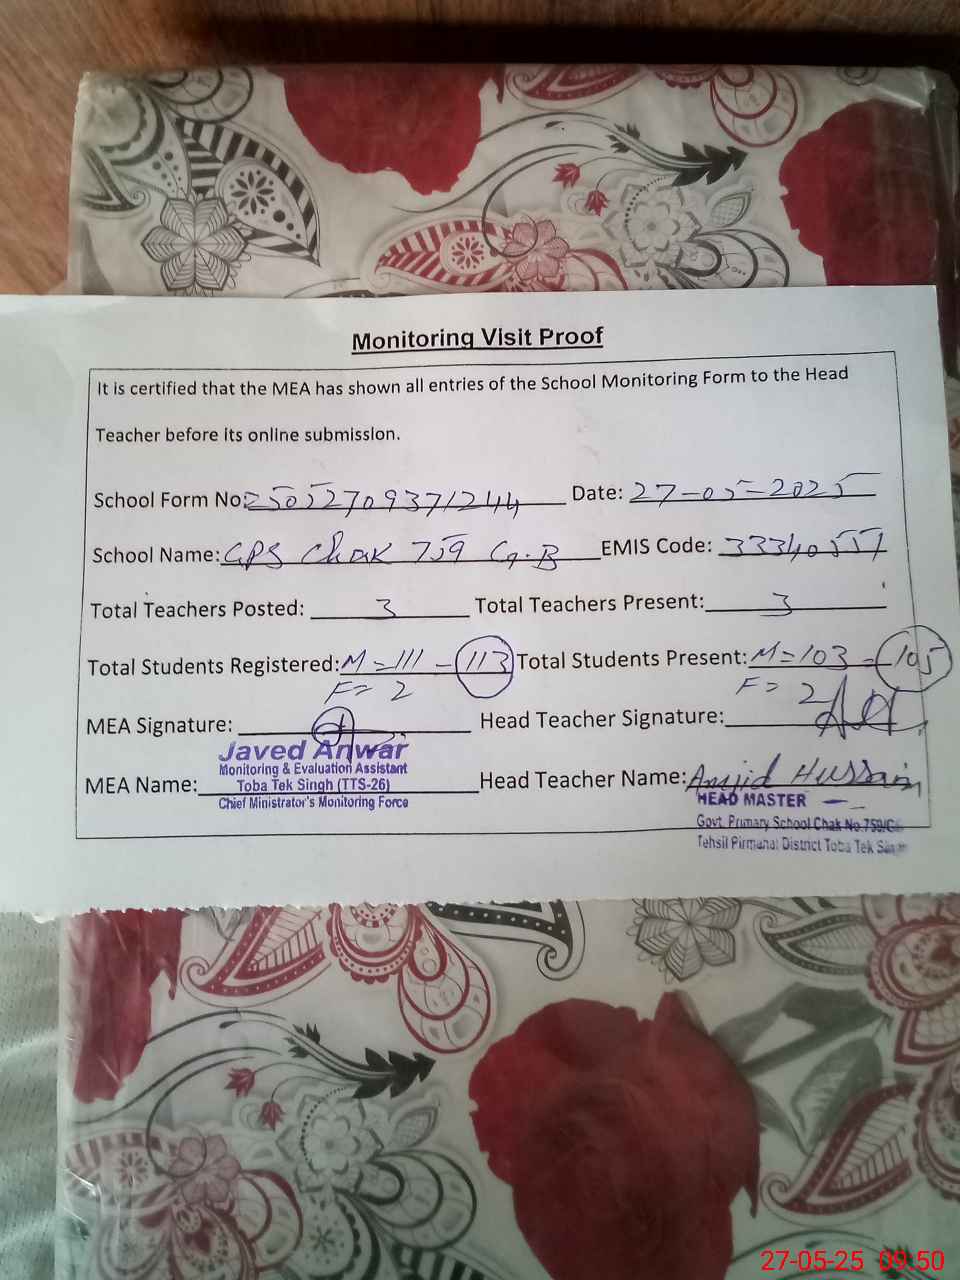 Monitoring Visit Proof
It is certified that the MEA has shown all entries of the School Monitoring Form to the Head
Teacher before its online submission.
School Form No: 25052709371244 Date: 27-05-2025
School Name: GPS Chak 759 G.B EMIS Code: 33340557
Total Teachers Posted: 3 Total Teachers Present: 3
Total Students Registered: M=111 - 113 Total Students Present: M=103 = 105
F= 2 F= 2
MEA Signature: Head Teacher Signature:
Javed Anwar
Monitoring & Evaluation Assistant
MEA Name: Toba Tek Singh (TTS-26) Head Teacher Name: Amjid Hussain
Chief Ministrator's Monitoring Force
HEAD MASTER
Govt. Primary School Chak No.759/G
Tehsil Pirmahal District Toba Tek
27-05-25 09:50